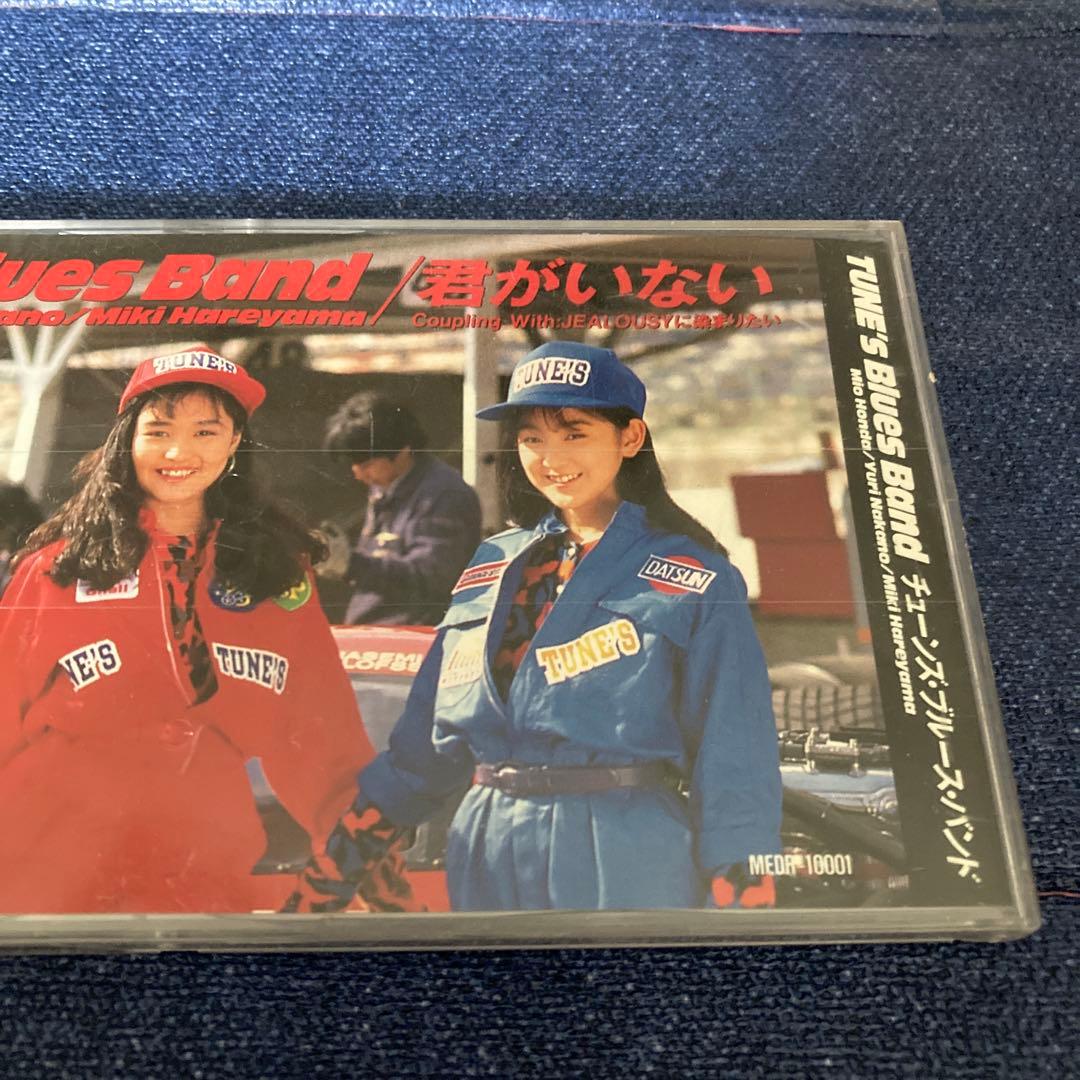 lues Band/君がいない
ano/Miki Hareyama/
Coupling With:JEALOUSYに染まりたい
TUNE'S
TUNE'S
DATSUN
NE'S
TUNE'S
TUNE'S
MEDR-10001
TUNE'S Blues Band チューンズ・ブルース・バンド
Mio Honda/Yuri Nakano/Miki Hareyama